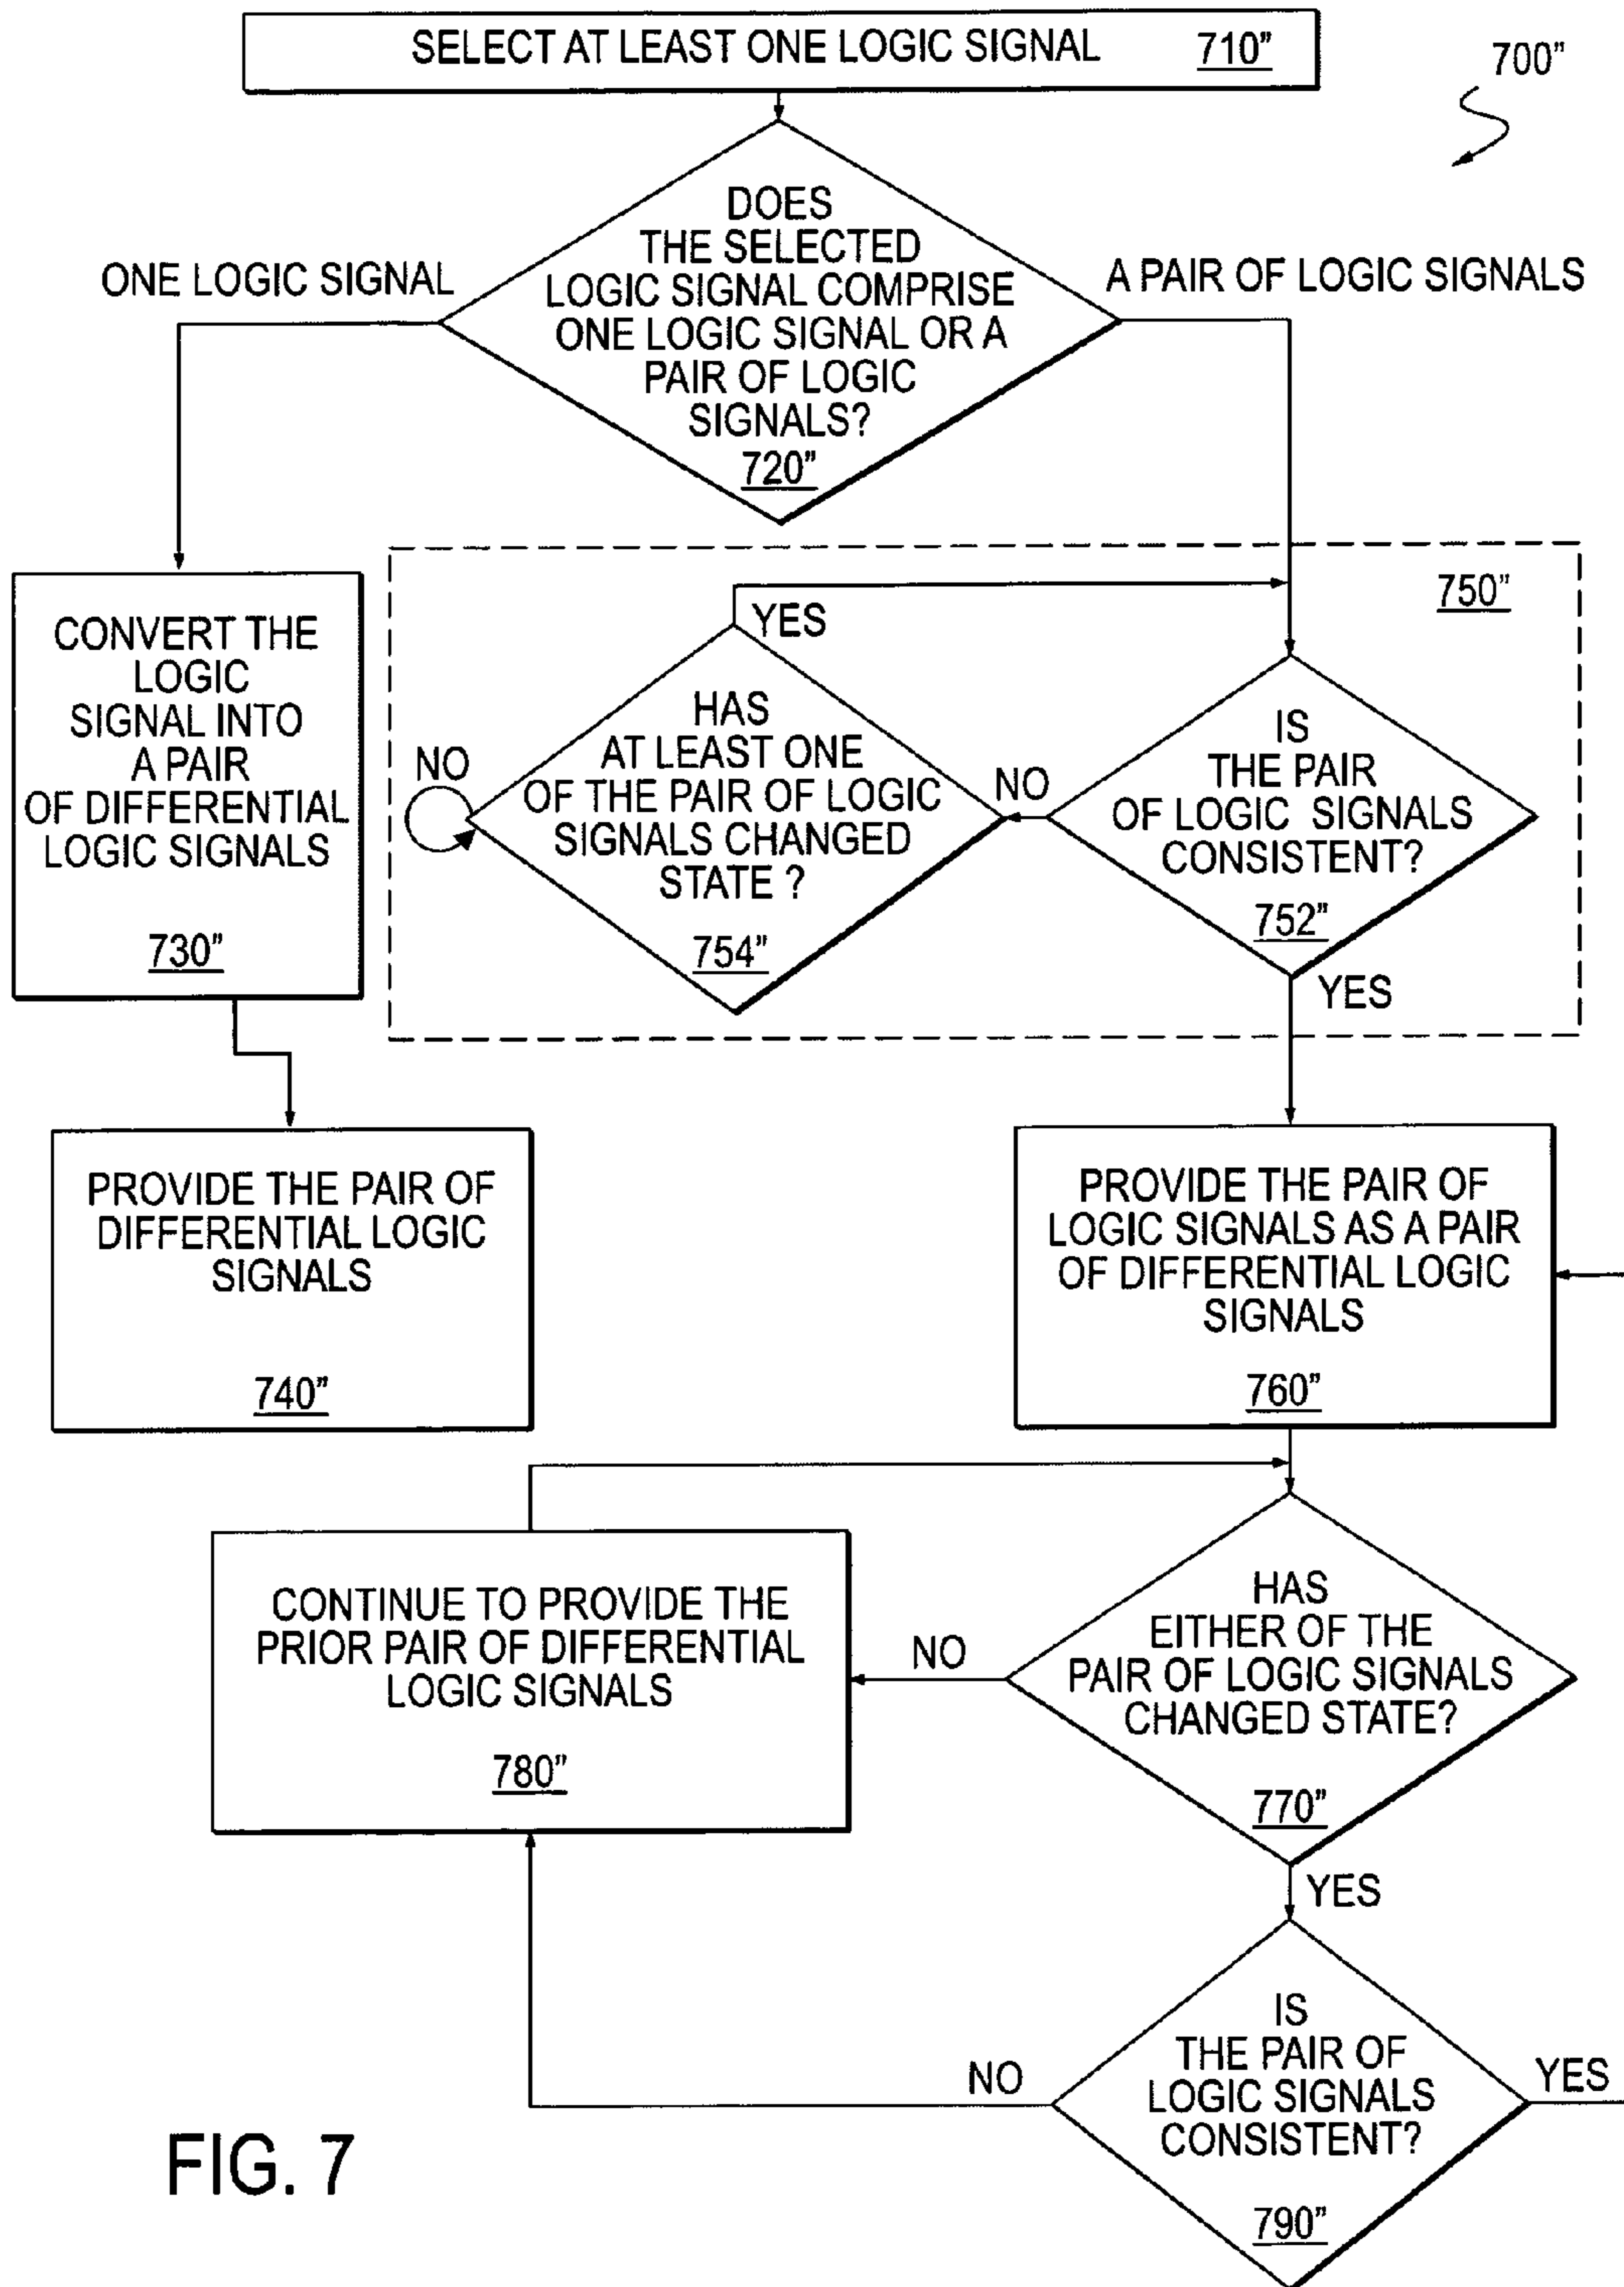 SELECT AT LEAST ONE LOGIC SIGNAL 710"
700"
DOES
THE SELECTED
LOGIC SIGNAL COMPRISE
ONE LOGIC SIGNAL OR A
PAIR OF LOGIC
SIGNALS?
720"
ONE LOGIC SIGNAL
A PAIR OF LOGIC SIGNALS
CONVERT THE
LOGIC
SIGNAL INTO
A PAIR
OF DIFFERENTIAL
LOGIC SIGNALS
730"
750"
YES
NO
HAS
AT LEAST ONE
OF THE PAIR OF LOGIC
SIGNALS CHANGED
STATE ?
754"
NO
IS
THE PAIR
OF LOGIC SIGNALS
CONSISTENT?
752"
YES
PROVIDE THE PAIR OF
DIFFERENTIAL LOGIC
SIGNALS
740"
PROVIDE THE PAIR OF
LOGIC SIGNALS AS A PAIR
OF DIFFERENTIAL LOGIC
SIGNALS
760"
CONTINUE TO PROVIDE THE
PRIOR PAIR OF DIFFERENTIAL
LOGIC SIGNALS
780"
NO
HAS
EITHER OF THE
PAIR OF LOGIC SIGNALS
CHANGED STATE?
770"
YES
NO
IS
THE PAIR OF
LOGIC SIGNALS
CONSISTENT?
790"
YES
FIG. 7